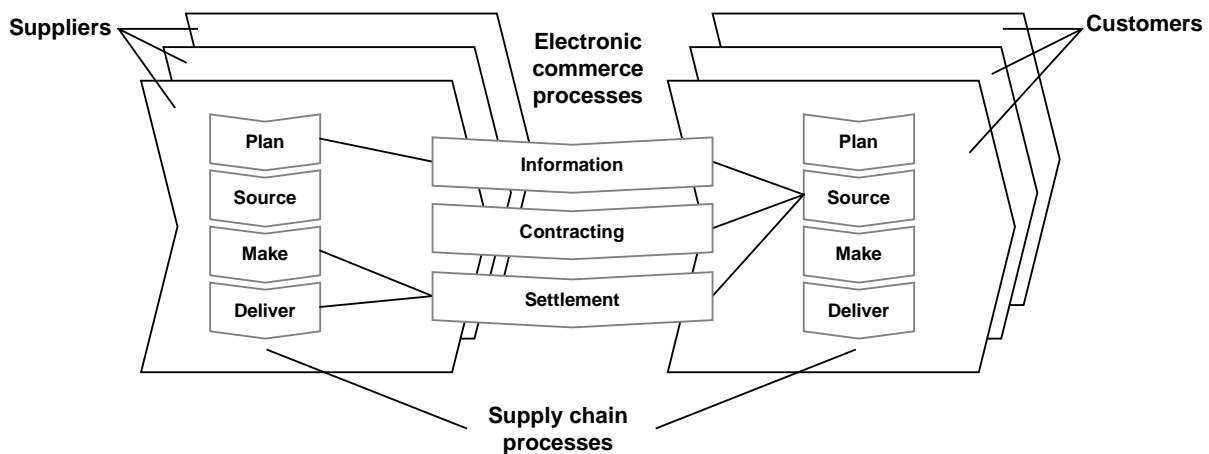 Suppliers
Electronic
commerce
processes
Customers
Plan
Source
Make
Deliver
Information
Contracting
Settlement
Plan
Source
Make
Deliver
Supply chain
processes